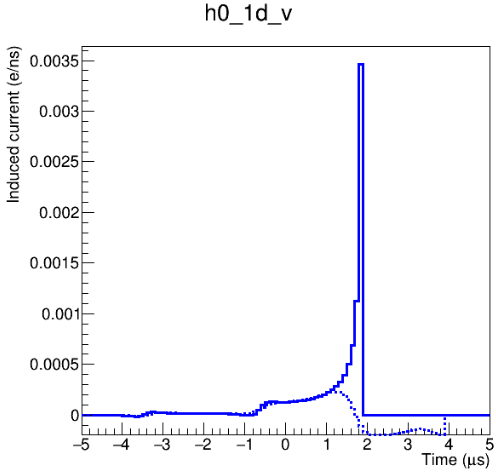 h0_1d_v
Induced current (e/ns)
0.0035
0.003
0.0025
0.002
0.0015
0.001
0.0005
0
−5 −4 −3 −2 −1 0 1 2 3 4 5
Time (μs)